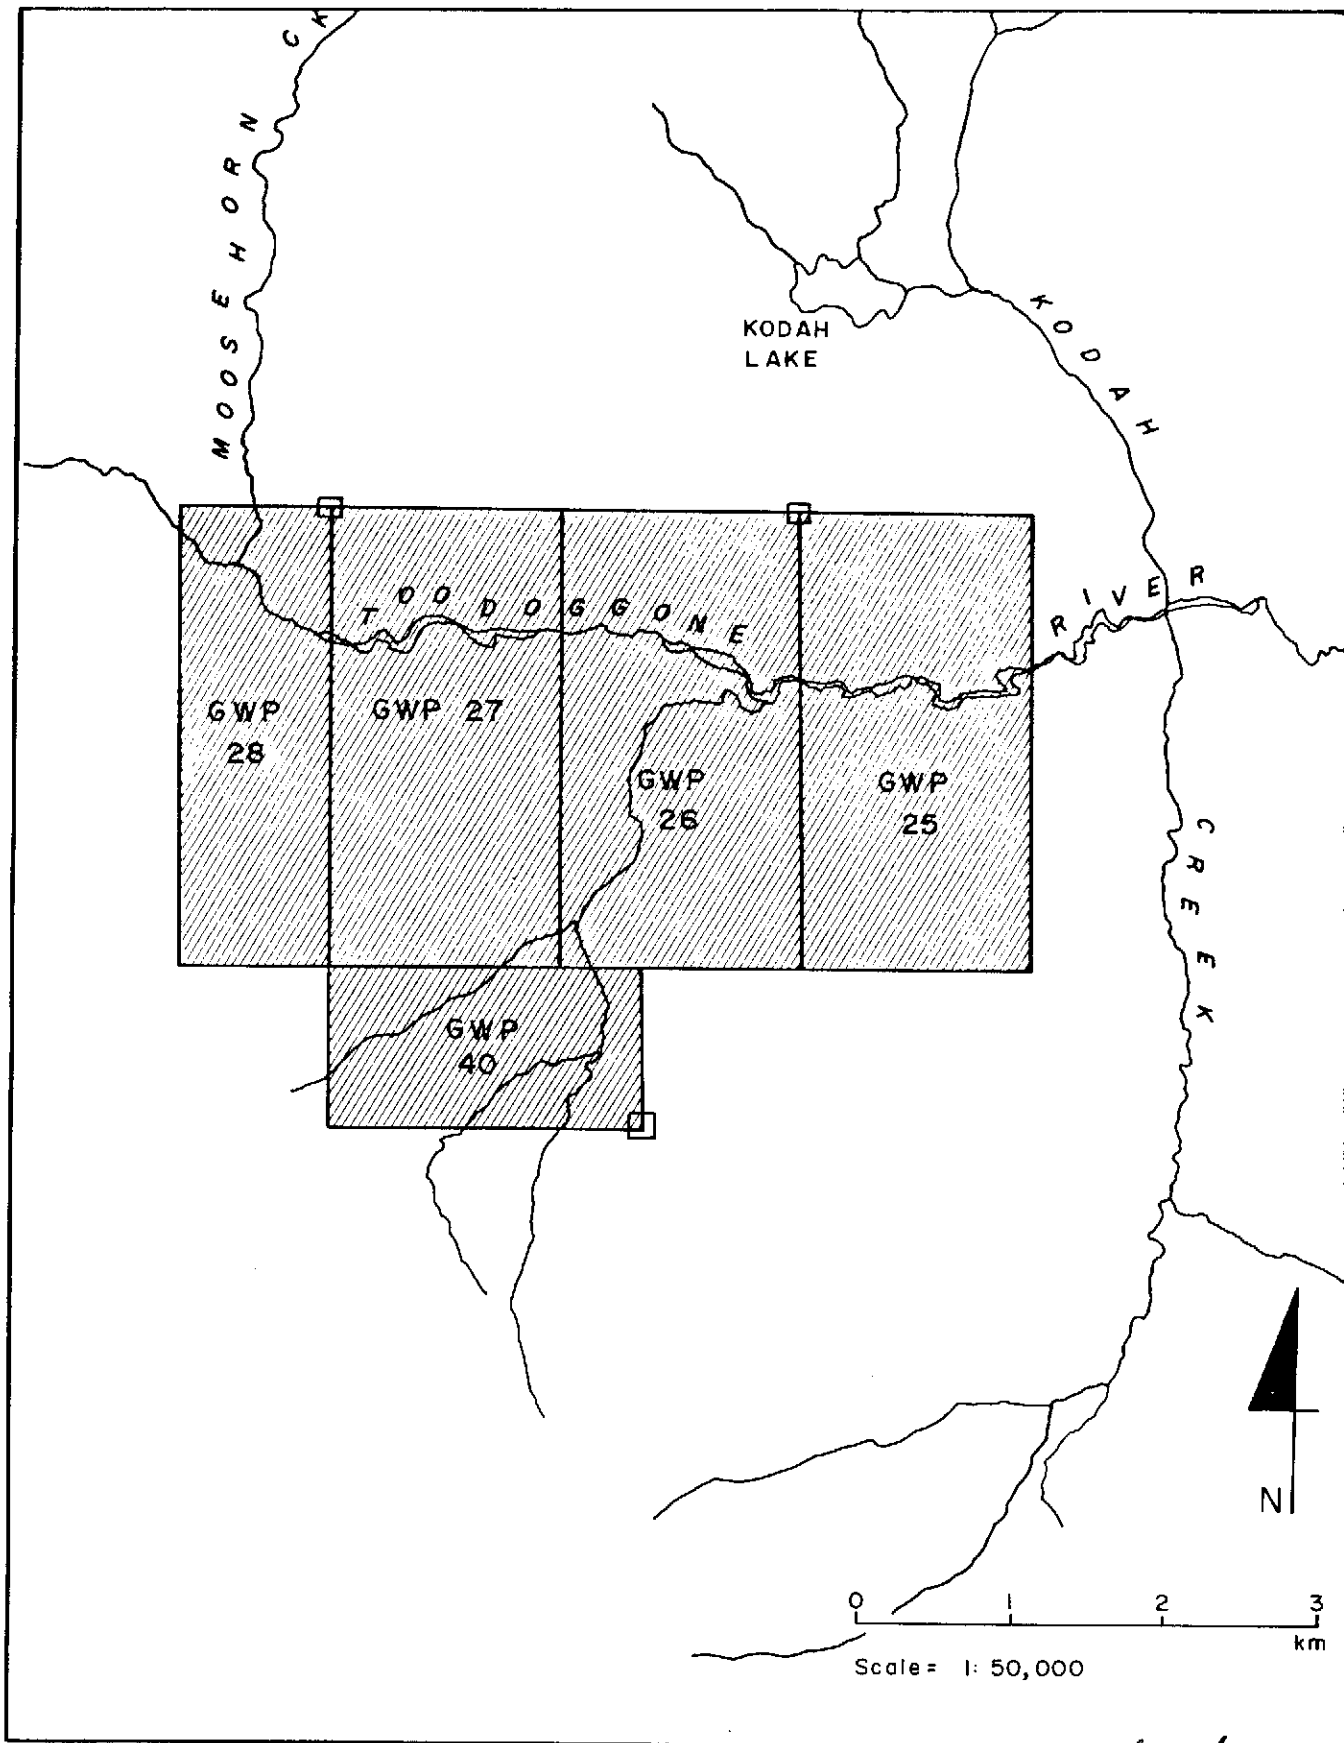 MOOSEHORN CK
KODAH
LAKE
KODAH CREEK
TOODOGGONE RIVER
GWP
28
GWP 27
GWP
26
GWP
25
GWP
40
N
0 1 2 3
km
Scale = 1: 50,000